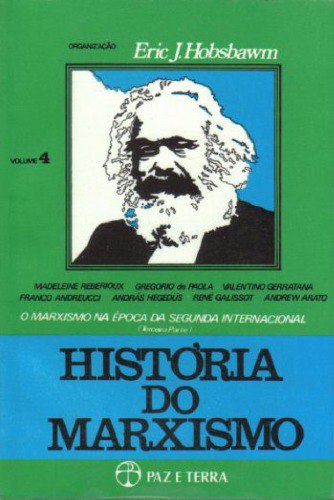 ORGANIZAÇÃO
Eric J. Hobsbawm
VOLUME 4
MADELEINE REBERIOUX GREGORIO de PAOLA VALENTINO GERRATANA
FRANCO ANDREUCCI ANDRÁS HEGEDÜS RENÉ GALISSOT ANDREW ARATO
O MARXISMO NA ÉPOCA DA SEGUNDA INTERNACIONAL
(Terceira Parte)
HISTÓRIA
DO
MARXISMO
PAZ E TERRA